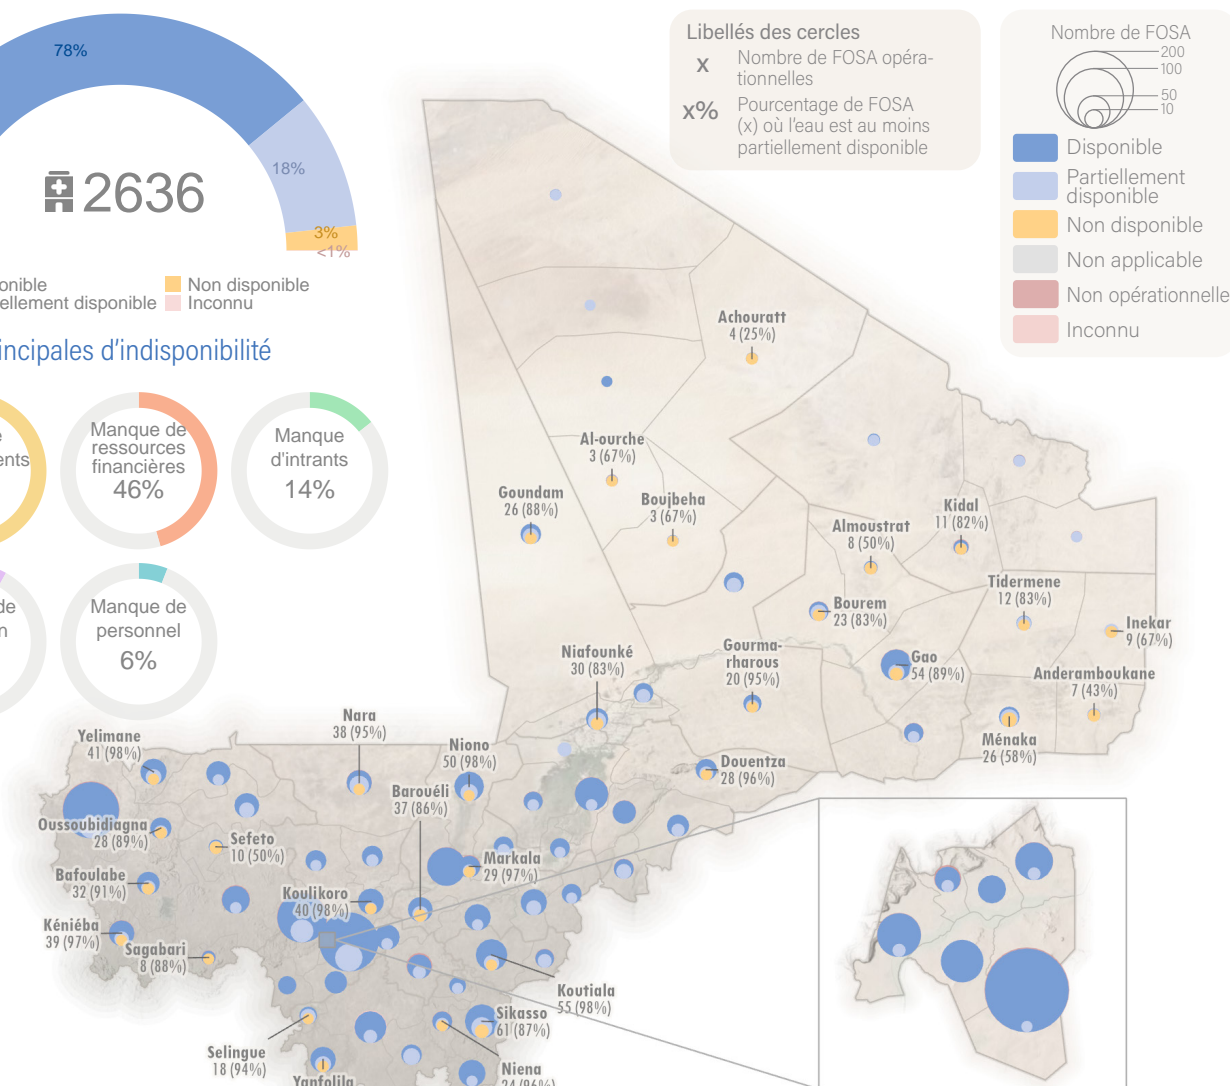 78%
18%
3%
<1%
2636
onible
Non disponible
ellement disponible
Inconnu
incipales d'indisponibilité
ents
Manque de
ressources
financières
46%
Manque
d'intrants
14%
de
n
Manque de
personnel
6%
Libellés des cercles
x
Nombre de FOSA opéra-
tionnelles
x%
Pourcentage de FOSA
(x) où l'eau est au moins
partiellement disponible
Nombre de FOSA
200
100
50
10
Disponible
Partiellement
disponible
Non disponible
Non applicable
Non opérationnelle
Inconnu
Achouratt
4 (25%)
Al-ourche
3 (67%)
Goundam
26 (88%)
Boujbeha
3 (67%)
Kidal
11 (82%)
Almoustrat
8 (50%)
Tidermene
12 (83%)
Bourem
23 (83%)
Inekar
9 (67%)
Niafounké
30 (83%)
Gourma-
rharous
20 (95%)
Gao
54 (89%)
Anderamboukane
7 (43%)
Ménaka
26 (58%)
Nara
38 (95%)
Yelimane
41 (98%)
Niono
50 (98%)
Douentza
28 (96%)
Barouéli
37 (86%)
Oussoubidiagna
28 (89%)
Sefeto
10 (50%)
Markala
29 (97%)
Bafoulabe
32 (91%)
Koulikoro
40 (98%)
Kéniéba
39 (97%)
Sagabari
8 (88%)
Koutiala
55 (98%)
Sikasso
61 (87%)
Selingue
18 (94%)
Niena
24 (96%)
Yanfolila